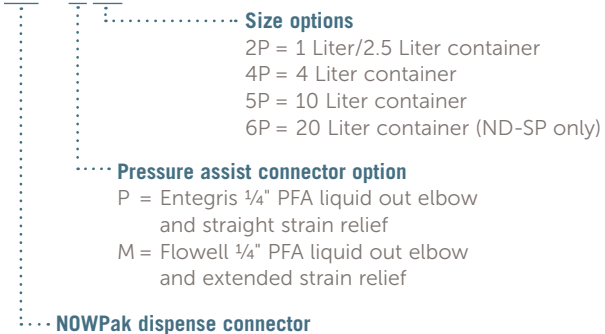 Size options
2P = 1 Liter/2.5 Liter container
4P = 4 Liter container
5P = 10 Liter container
6P = 20 Liter container (ND-SP only)
Pressure assist connector option
P = Entegris ¼" PFA liquid out elbow
and straight strain relief
M = Flowell ¼" PFA liquid out elbow
and extended strain relief
NOWPak dispense connector